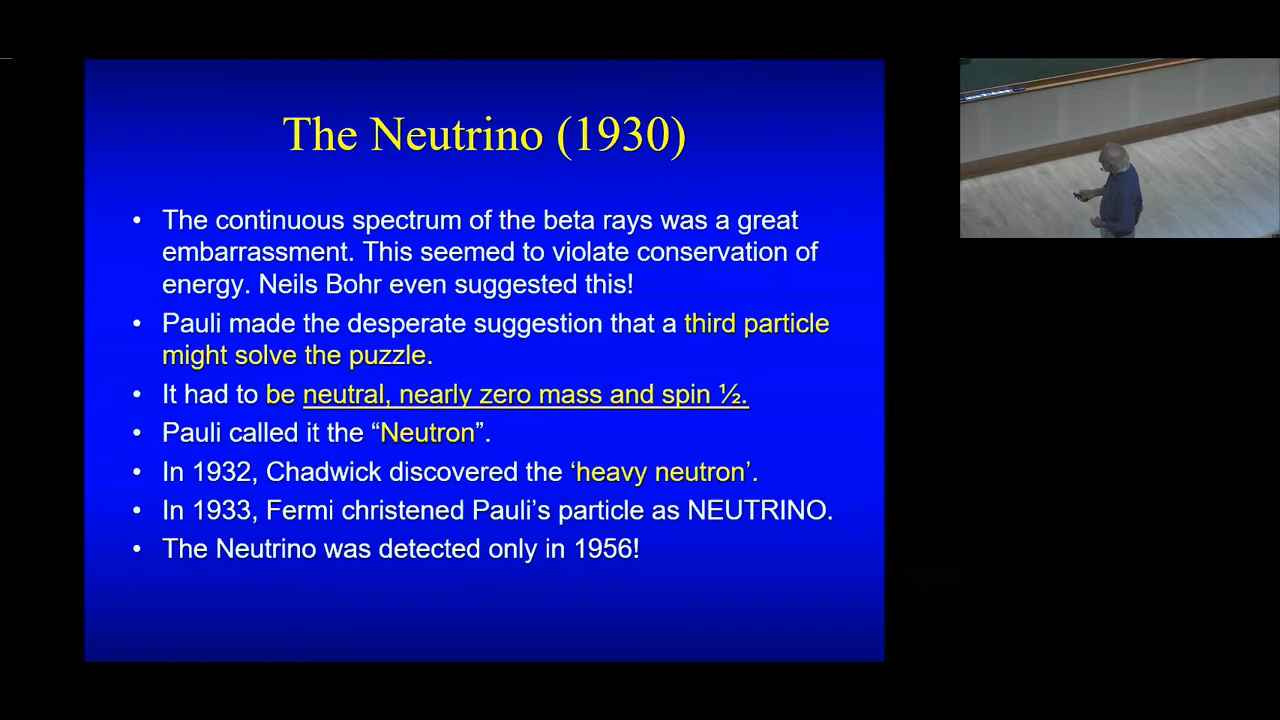 The Neutrino (1930)
• The continuous spectrum of the beta rays was a great
embarrassment. This seemed to violate conservation of
energy. Neils Bohr even suggested this!
• Pauli made the desperate suggestion that a third particle
might solve the puzzle.
• It had to be neutral, nearly zero mass and spin ½.
• Pauli called it the “Neutron”.
• In 1932, Chadwick discovered the ‘heavy neutron’.
• In 1933, Fermi christened Pauli’s particle as NEUTRINO.
• The Neutrino was detected only in 1956!